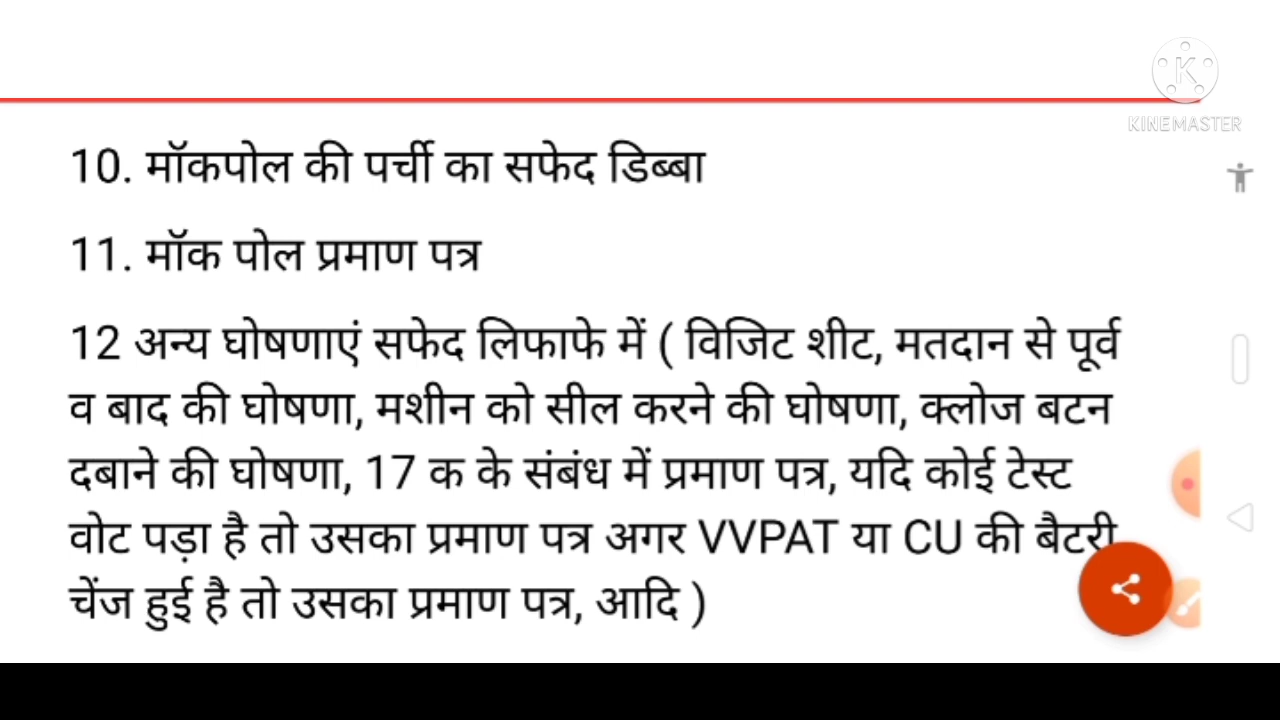 KINEMASTER
10. मॉकपोल की पर्ची का सफेद डिब्बा
11. मॉक पोल प्रमाण पत्र
12 अन्य घोषणाएं सफेद लिफाफे में ( विजिट शीट, मतदान से पूर्व
व बाद की घोषणा, मशीन को सील करने की घोषणा, क्लोज बटन
दबाने की घोषणा, 17 क के संबंध में प्रमाण पत्र, यदि कोई टेस्ट
वोट पड़ा है तो उसका प्रमाण पत्र अगर VVPAT या CU की बैटरी
चेंज हुई है तो उसका प्रमाण पत्र, आदि )